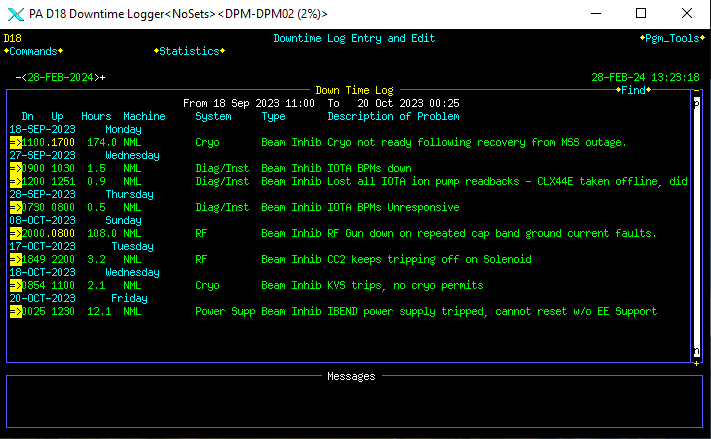 PA D18 Downtime Logger<NoSets><DPM-DPM02 (2%)>
D18 Downtime Log Entry and Edit ◆Pgm_Tools◆
◆Commands◆ ◆Statistics◆
-<28-FEB-2024>+ 28-FEB-24 13:23:18
Down Time Log ◆Find◆ -
From 18 Sep 2023 11:00 To 20 Oct 2023 00:25 p
Dn Up Hours Machine System Type Description of Problem
18-SEP-2023 Monday
=>1100.1700 174.0 NML Cryo Beam Inhib Cryo not ready following recovery from MSS outage.
27-SEP-2023 Wednesday
=>0900 1030 1.5 NML Diag/Inst Beam Inhib IOTA BPMs down
=>1200 1251 0.9 NML Diag/Inst Beam Inhib Lost all IOTA ion pump readbacks - CLX44E taken offline, did
28-SEP-2023 Thursday
=>0730 0800 0.5 NML Diag/Inst Beam Inhib IOTA BPMs Unresponsive
08-OCT-2023 Sunday
=>2000.0800 108.0 NML RF Beam Inhib RF Gun down on repeated cap band ground current faults.
17-OCT-2023 Tuesday
=>1849 2200 3.2 NML RF Beam Inhib CC2 keeps tripping off on Solenoid
18-OCT-2023 Wednesday
=>0854 1100 2.1 NML Cryo Beam Inhib KVS trips, no cryo permits
20-OCT-2023 Friday
=>0025 1230 12.1 NML Power Supp Beam Inhib IBEND power supply tripped, cannot reset w/o EE Support
n
+
Messages